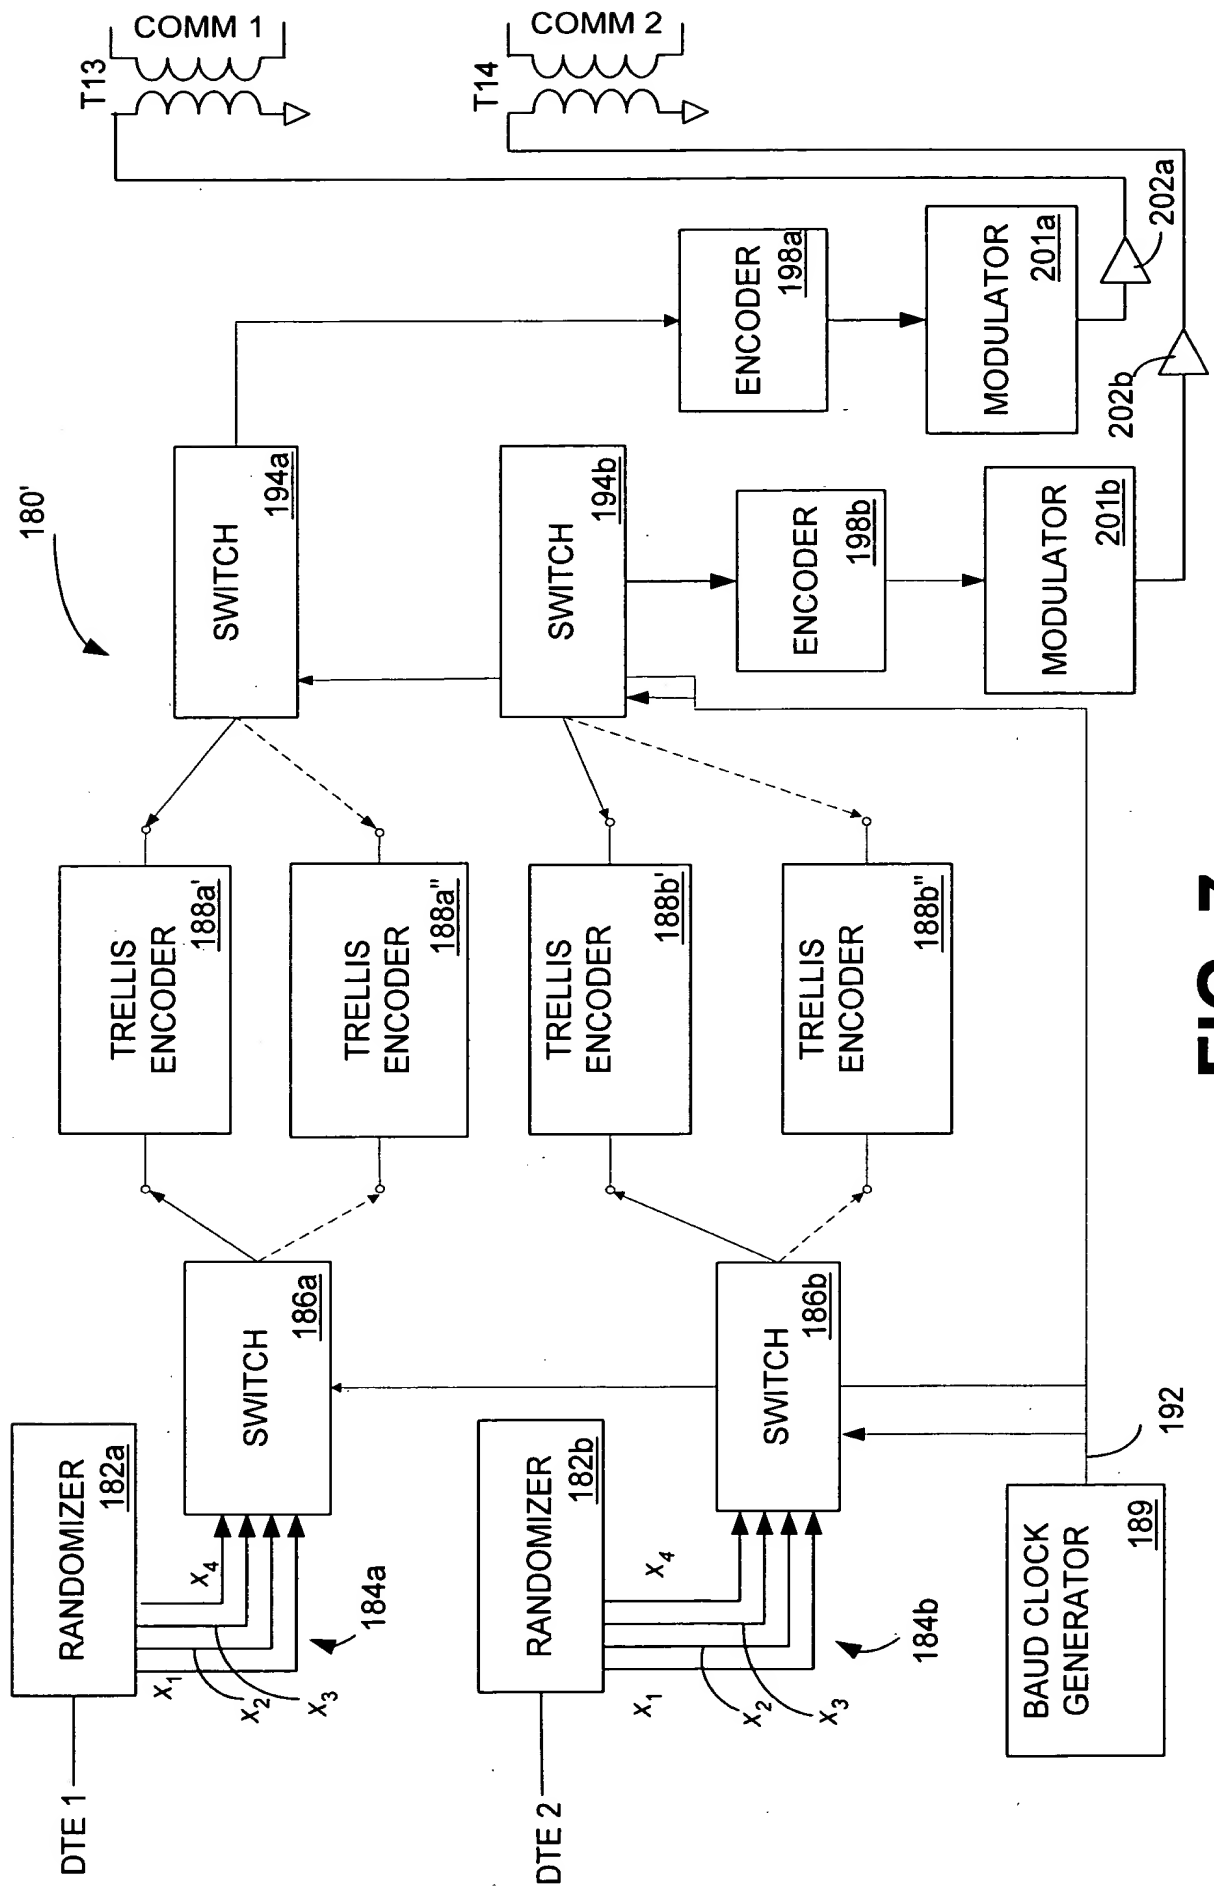 180'
DTE 1
RANDOMIZER
182a
X1
X2
X3
X4
184a
SWITCH
186a
TRELLIS
ENCODER
188a'
TRELLIS
ENCODER
188a"
SWITCH
194a
T13
COMM 1
DTE 2
RANDOMIZER
182b
X1
X2
X3
X4
184b
SWITCH
186b
TRELLIS
ENCODER
188b'
TRELLIS
ENCODER
188b"
SWITCH
194b
T14
COMM 2
ENCODER
198a
ENCODER
198b
MODULATOR
201a
MODULATOR
201b
202a
202b
BAUD CLOCK
GENERATOR
189
192
FIG. 7